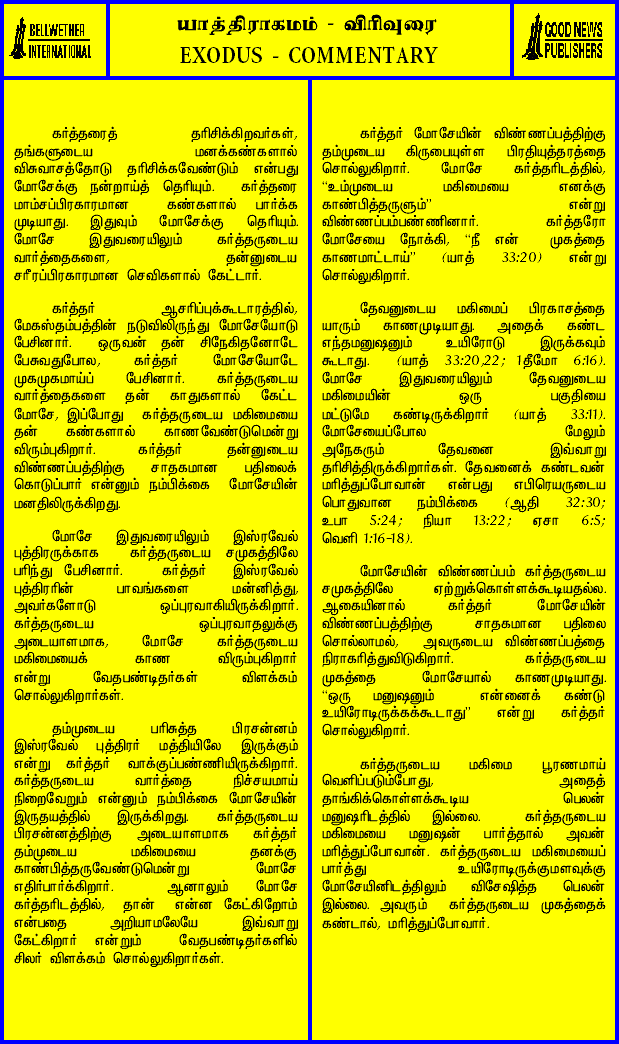 BELLWETHER
INTERNATIONAL
யாத்திராகமம் - விரிவுரை
EXODUS - COMMENTARY
GOOD NEWS
PUBLISHERS
கர்த்தரைத் தரிசிக்கிறவர்கள்,
தங்களுடைய மனக்கண்களால்
விசுவாசத்தோடு தரிசிக்கவேண்டும் என்பது
மோசேக்கு நன்றாய்த் தெரியும். கர்த்தரை
மாம்சப்பிரகாரமான கண்களால் பார்க்க
முடியாது. இதுவும் மோசேக்கு தெரியும்.
மோசே இதுவரையிலும் கர்த்தருடைய
வார்த்தைகளை, தன்னுடைய
சரீரப்பிரகாரமான செவிகளால் கேட்டார்.
கர்த்தர் ஆசரிப்புக்கூடாரத்தில்,
மேகஸ்தம்பத்தின் நடுவிலிருந்து மோசேயோடு
பேசினார். ஒருவன் தன் சிநேகிதனோடே
பேசுவதுபோல, கர்த்தர் மோசேயோடே
முகமுகமாய்ப் பேசினார். கர்த்தருடைய
வார்த்தைகளை தன் காதுகளால் கேட்ட
மோசே, இப்போது கர்த்தருடைய மகிமையை
தன் கண்களால் காணவேண்டுமென்று
விரும்புகிறார். கர்த்தர் தன்னுடைய
விண்ணப்பத்திற்கு சாதகமான பதிலைக்
கொடுப்பார் என்னும் நம்பிக்கை மோசேயின்
மனதிலிருக்கிறது.
மோசே இதுவரையிலும் இஸ்ரவேல்
புத்திரருக்காக கர்த்தருடைய சமுகத்திலே
பரிந்து பேசினார். கர்த்தர் இஸ்ரவேல்
புத்திரரின் பாவங்களை மன்னித்து,
அவர்களோடு ஒப்புரவாகியிருக்கிறார்.
கர்த்தருடைய ஒப்புரவாதலுக்கு
அடையாளமாக, மோசே கர்த்தருடைய
மகிமையைக் காண விரும்புகிறார்
என்று வேதபண்டிதர்கள் விளக்கம்
சொல்லுகிறார்கள்.
தம்முடைய பரிசுத்த பிரசன்னம்
இஸ்ரவேல் புத்திரர் மத்தியிலே இருக்கும்
என்று கர்த்தர் வாக்குப்பண்ணியிருக்கிறார்.
கர்த்தருடைய வார்த்தை நிச்சயமாய்
நிறைவேறும் என்னும் நம்பிக்கை மோசேயின்
இருதயத்தில் இருக்கிறது. கர்த்தருடைய
பிரசன்னத்திற்கு அடையாளமாக கர்த்தர்
தம்முடைய மகிமையை தனக்கு
காண்பித்தருவேண்டுமென்று மோசே
எதிர்பார்க்கிறார். ஆனாலும் மோசே
கர்த்தரிடத்தில், தான் என்ன கேட்கிறோம்
என்பதை அறியாமலேயே இவ்வாறு
கேட்கிறார் என்றும் வேதபண்டிதர்களில்
சிலர் விளக்கம் சொல்லுகிறார்கள்.
கர்த்தர் மோசேயின் விண்ணப்பத்திற்கு
தம்முடைய கிருபையுள்ள பிரதியுத்தரத்தை
சொல்லுகிறார். மோசே கர்த்தரிடத்தில்,
“உம்முடைய மகிமையை எனக்கு
காண்பித்தருளும்” என்று
விண்ணப்பம்பண்ணினார். கர்த்தரோ
மோசேயை நோக்கி, “நீ என் முகத்தை
காணமாட்டாய்” (யாத் 33:20) என்று
சொல்லுகிறார்.
தேவனுடைய மகிமைப் பிரகாசத்தை
யாரும் காணமுடியாது. அதைக் கண்ட
எந்தமனுஷனும் உயிரோடு இருக்கவும்
கூடாது. (யாத் 33:20,22; 1தீமோ 6:16).
மோசே இதுவரையிலும் தேவனுடைய
மகிமையின் ஒரு பகுதியை
மட்டுமே கண்டிருக்கிறார் (யாத் 33:11).
மோசேயைப்போல மேலும்
அநேகரும் தேவனை இவ்வாறு
தரிசித்திருக்கிறார்கள். தேவனைக் கண்டவன்
மரித்துப்போவான் என்பது எபிரெயருடைய
பொதுவான நம்பிக்கை (ஆதி 32:30;
உபா 5:24; நியா 13:22; ஏசா 6:5;
வெளி 1:16-18).
மோசேயின் விண்ணப்பம் கர்த்தருடைய
சமுகத்திலே ஏற்றுக்கொள்ளக்கூடியதல்ல.
ஆகையினால் கர்த்தர் மோசேயின்
விண்ணப்பத்திற்கு சாதகமான பதிலை
சொல்லாமல், அவருடைய விண்ணப்பத்தை
நிராகரித்துவிடுகிறார். கர்த்தருடைய
முகத்தை மோசேயால் காணமுடியாது.
“ஒரு மனுஷனும் என்னைக் கண்டு
உயிரோடிருக்கக்கூடாது” என்று கர்த்தர்
சொல்லுகிறார்.
கர்த்தருடைய மகிமை பூரணமாய்
வெளிப்படும்போது, அதைத்
தாங்கிக்கொள்ளக்கூடிய பெலன்
மனுஷரிடத்தில் இல்லை. கர்த்தருடைய
மகிமையை மனுஷன் பார்த்தால் அவன்
மரித்துப்போவான். கர்த்தருடைய மகிமையைப்
பார்த்து உயிரோடிருக்குமளவுக்கு
மோசேயினிடத்திலும் விசேஷித்த பெலன்
இல்லை. அவரும் கர்த்தருடைய முகத்தைக்
கண்டால், மரித்துப்போவார்.